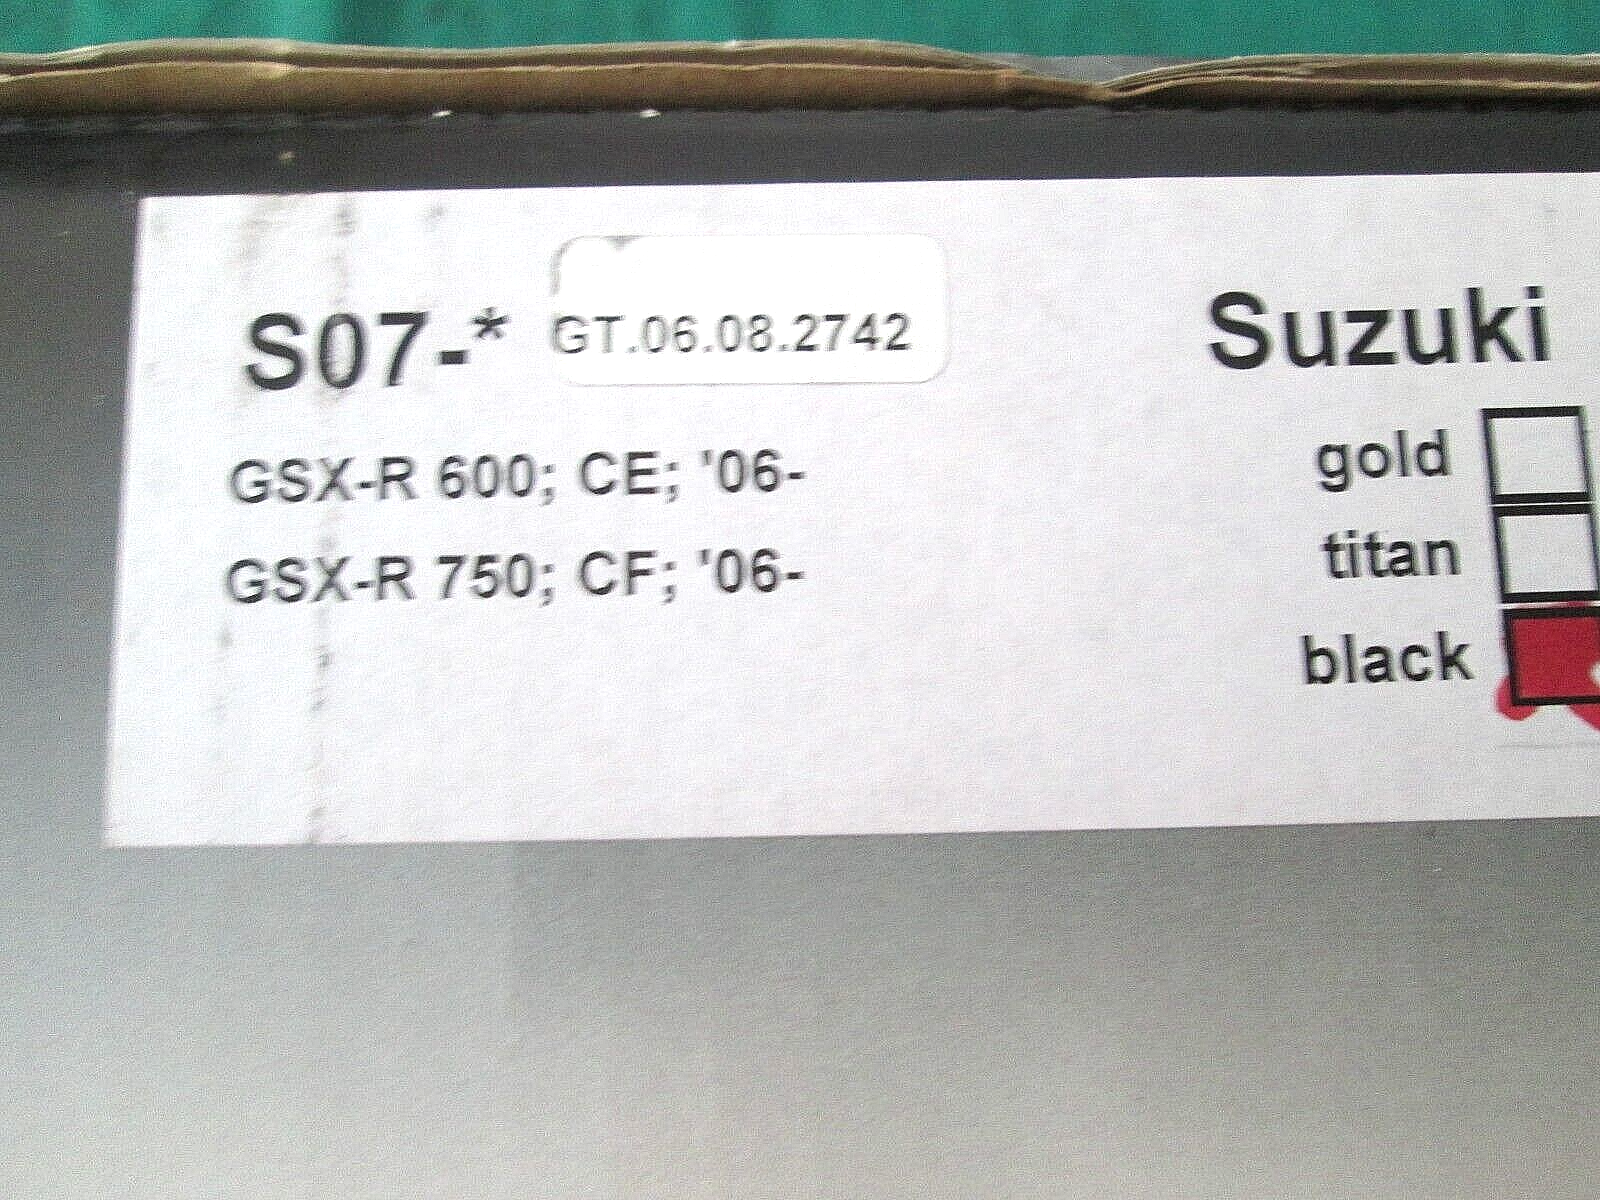 S07-* GT.06.08.2742 Suzuki
GSX-R 600; CE; '06-
GSX-R 750; CF; '06-
gold
titan
black